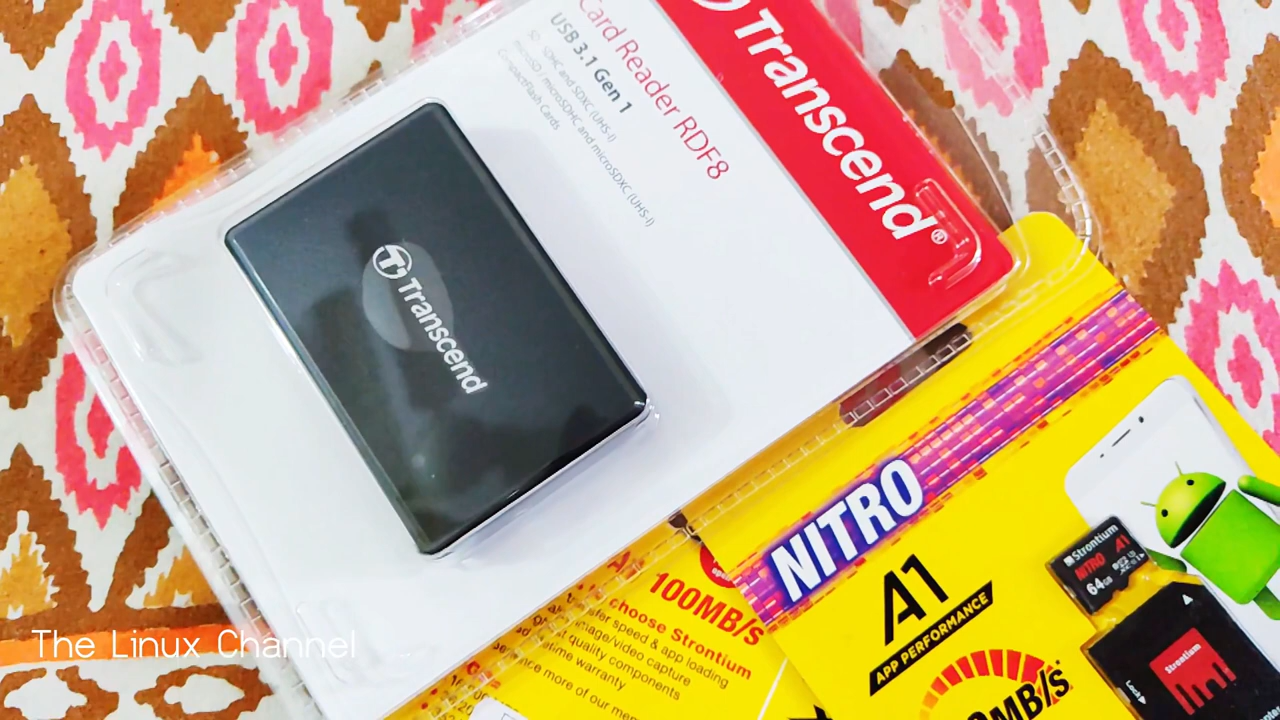 Transcend®
Card Reader RDF8
USB 3.1 Gen 1
SD / SDHC and SDXC (UHS-I)
microSD / microSDHC and microSDXC (UHS-I)
CompactFlash Cards
Transcend
NITRO
A1
APP PERFORMANCE
MB/s
Strontium
NITRO A1
64GB
Strontium
Lock
100MB/s
choose Strontium
speed & app loading
image/video capture
quality components
warranty
more of our
The Linux Channel